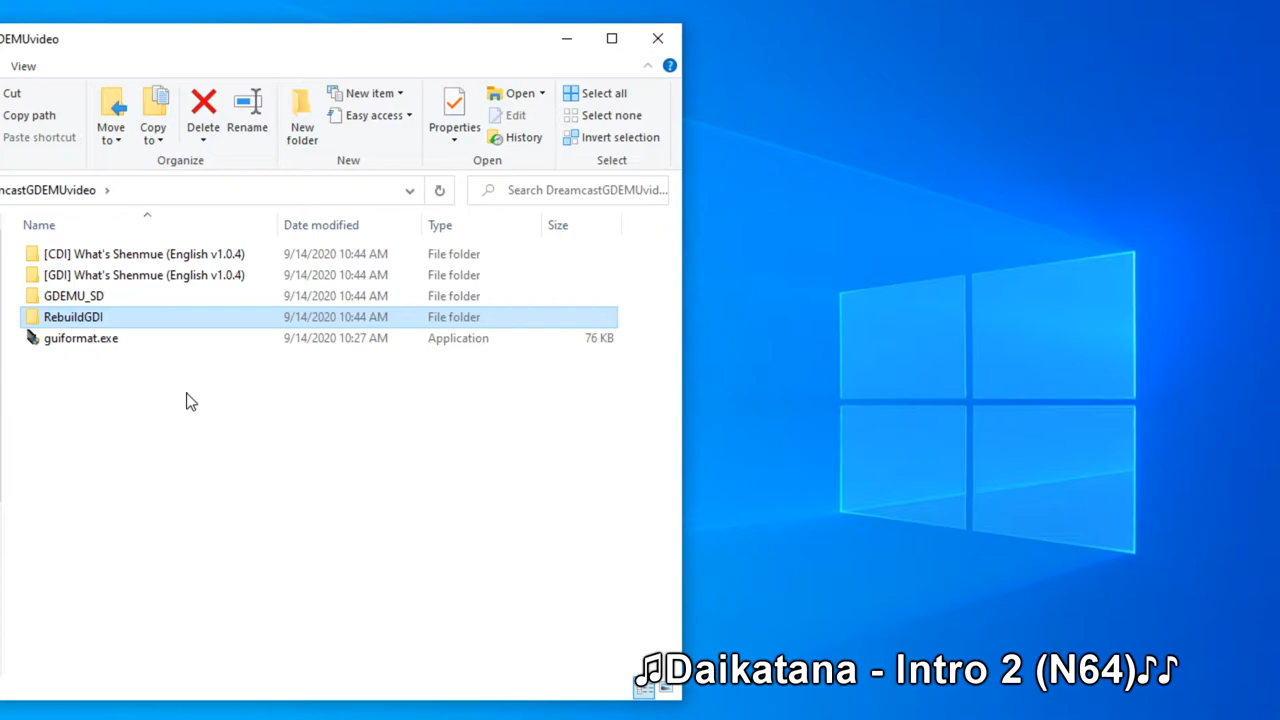 DEMUvideo
View
Cut
Copy path
Paste shortcut
Move to
Copy to
Delete
Rename
New folder
New item
Easy access
Properties
Open
Edit
History
Select all
Select none
Invert selection
Organize
New
Open
Select
mcastGDEMUvideo
Search DreamcastGDEMUvid...
Name Date modified Type Size
[CDI] What's Shenmue (English v1.0.4) 9/14/2020 10:44 AM File folder
[GDI] What's Shenmue (English v1.0.4) 9/14/2020 10:44 AM File folder
GDEMU_SD 9/14/2020 10:44 AM File folder
RebuildGDI 9/14/2020 10:44 AM File folder
guiformat.exe 9/14/2020 10:27 AM Application 76 KB
♫Daikatana - Intro 2 (N64)♪♪